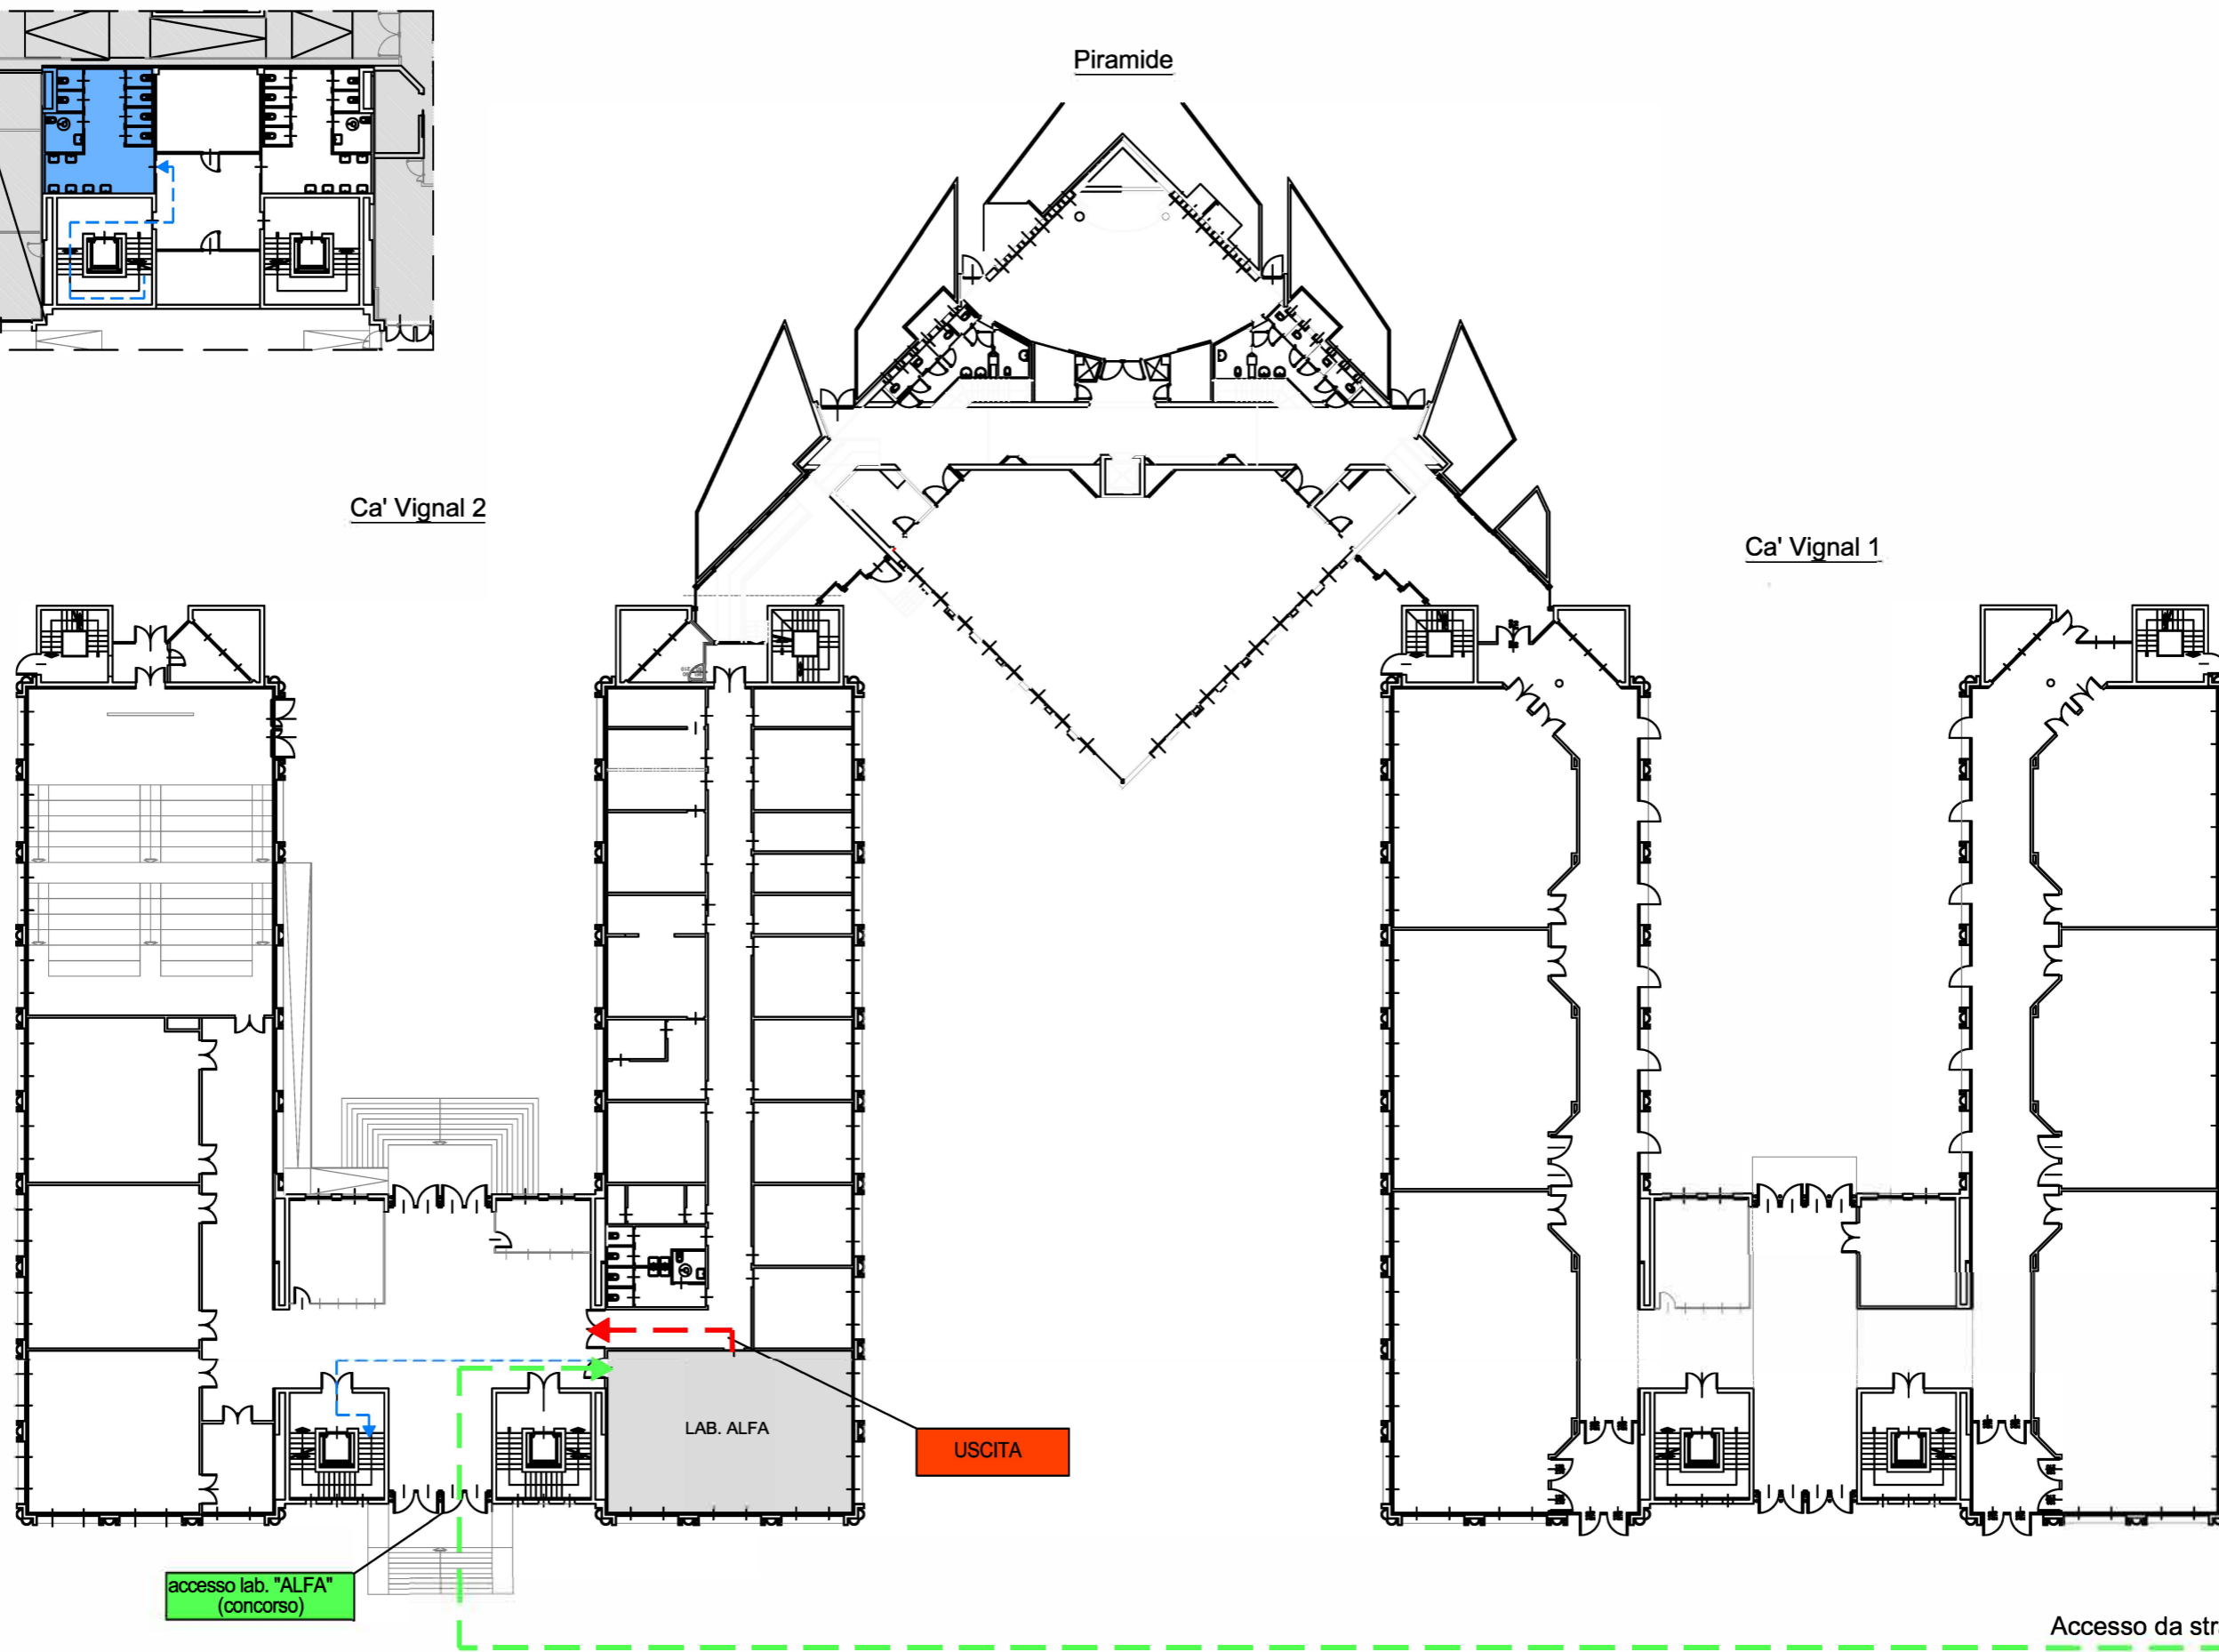 Piramide
Ca' Vignal 2
Ca' Vignal 1
LAB. ALFA
USCITA
accesso lab. "ALFA"
(concorso)
Accesso da str